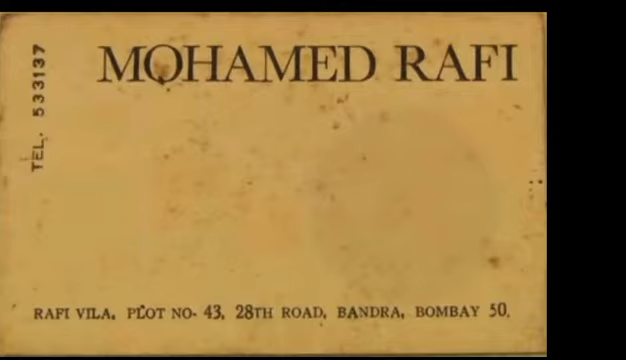 MOHAMED RAFI
TEL. 533137
RAFI VILA, PLOT NO- 43, 28TH ROAD, BANDRA, BOMBAY 50.